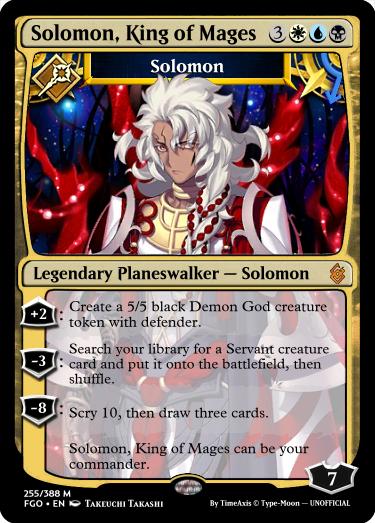 Solomon, King of Mages 3
Solomon
Legendary Planeswalker — Solomon
+2: Create a 5/5 black Demon God creature
token with defender.
-3: Search your library for a Servant creature
card and put it onto the battlefield, then
shuffle.
-8: Scry 10, then draw three cards.
Solomon, King of Mages can be your
commander.
7
255/388 M
FGO • EN Takeuchi Takashi
By TimeAxis © Type-Moon — UNOFFICIAL